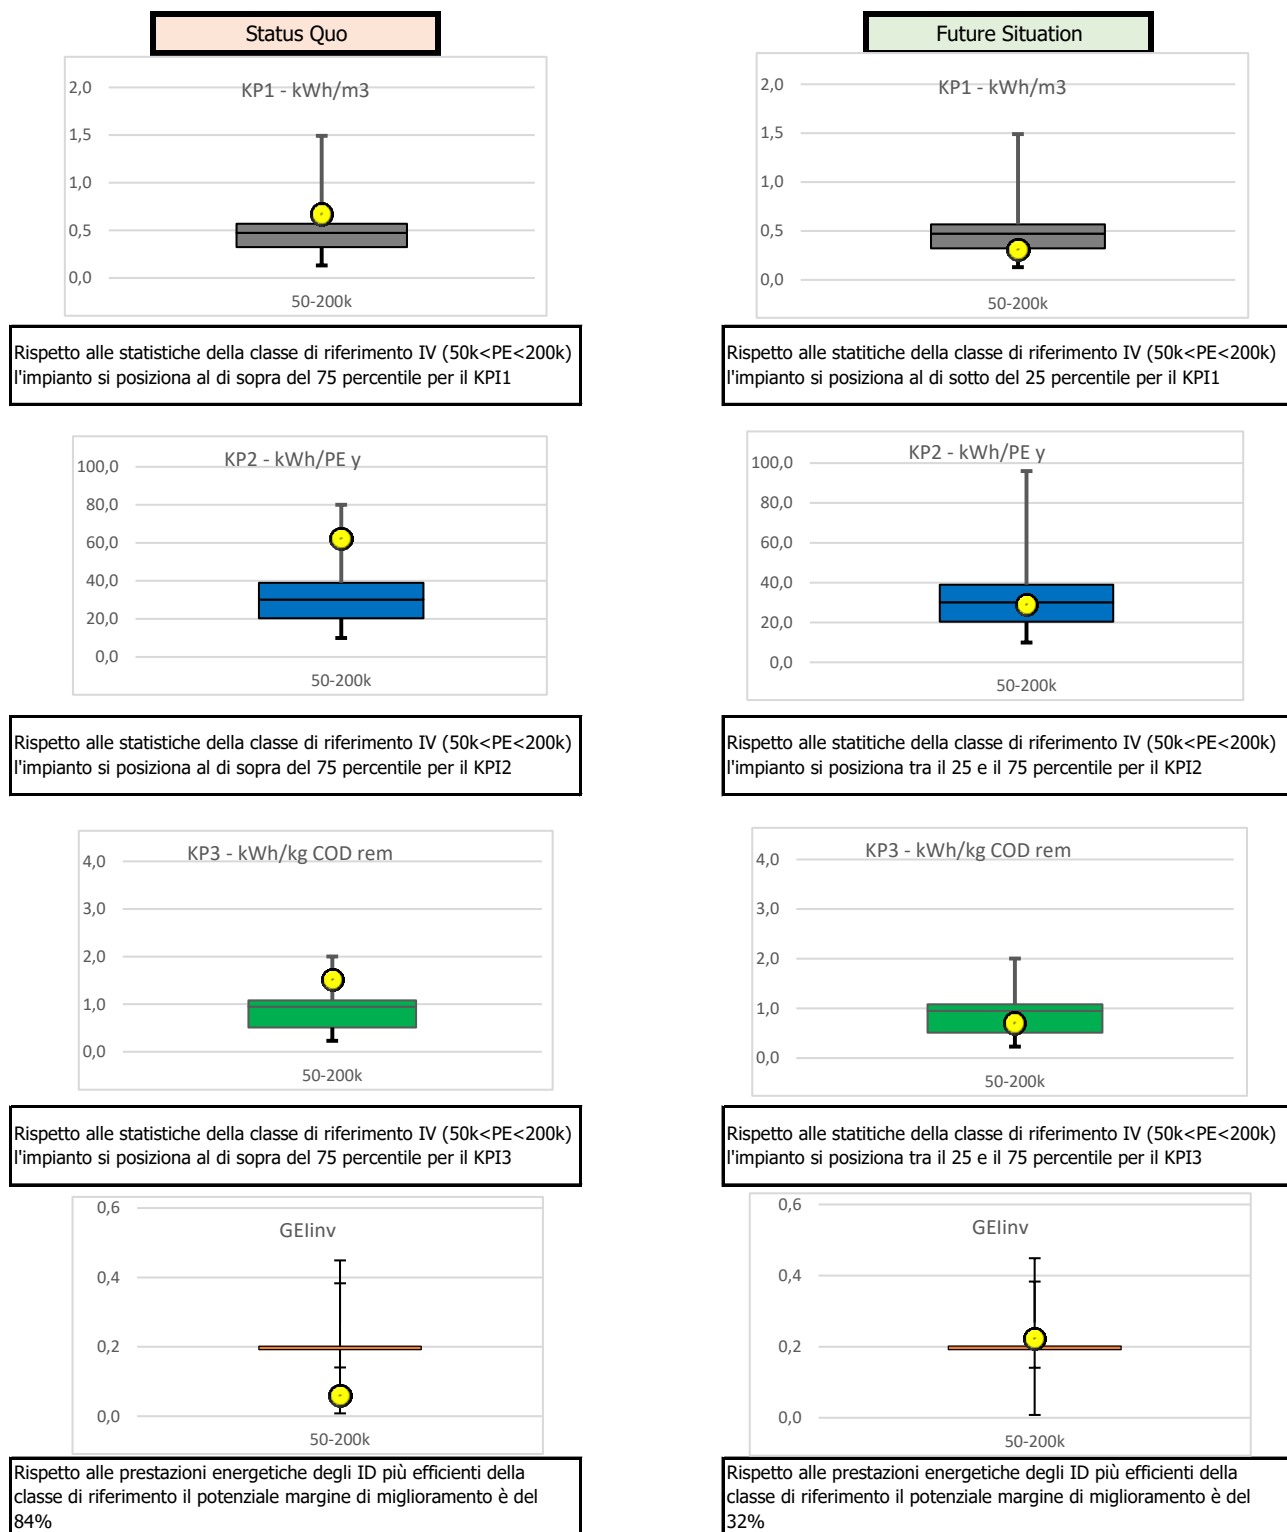 Status Quo
KP1 - kWh/m3
2,0
1,5
1,0
0,5
0,0
50-200k
Rispetto alle statistiche della classe di riferimento IV (50k<PE<200k)
l'impianto si posiziona al di sopra del 75 percentile per il KPI1
KP2 - kWh/PE y
100,0
80,0
60,0
40,0
20,0
0,0
50-200k
Rispetto alle statistiche della classe di riferimento IV (50k<PE<200k)
l'impianto si posiziona al di sopra del 75 percentile per il KPI2
KP3 - kWh/kg COD rem
4,0
3,0
2,0
1,0
0,0
50-200k
Rispetto alle statistiche della classe di riferimento IV (50k<PE<200k)
l'impianto si posiziona al di sopra del 75 percentile per il KPI3
0,6
GEIinv
0,4
0,2
0,0
50-200k
Rispetto alle prestazioni energetiche degli ID più efficienti della
classe di riferimento il potenziale margine di miglioramento è del
84%
Future Situation
KP1 - kWh/m3
2,0
1,5
1,0
0,5
0,0
50-200k
Rispetto alle statitiche della classe di riferimento IV (50k<PE<200k)
l'impianto si posiziona al di sotto del 25 percentile per il KPI1
KP2 - kWh/PE y
100,0
80,0
60,0
40,0
20,0
0,0
50-200k
Rispetto alle statitiche della classe di riferimento IV (50k<PE<200k)
l'impianto si posiziona tra il 25 e il 75 percentile per il KPI2
KP3 - kWh/kg COD rem
4,0
3,0
2,0
1,0
0,0
50-200k
Rispetto alle statitiche della classe di riferimento IV (50k<PE<200k)
l'impianto si posiziona tra il 25 e il 75 percentile per il KPI3
0,6
GEIinv
0,4
0,2
0,0
50-200k
Rispetto alle prestazioni energetiche degli ID più efficienti della
classe di riferimento il potenziale margine di miglioramento è del
32%